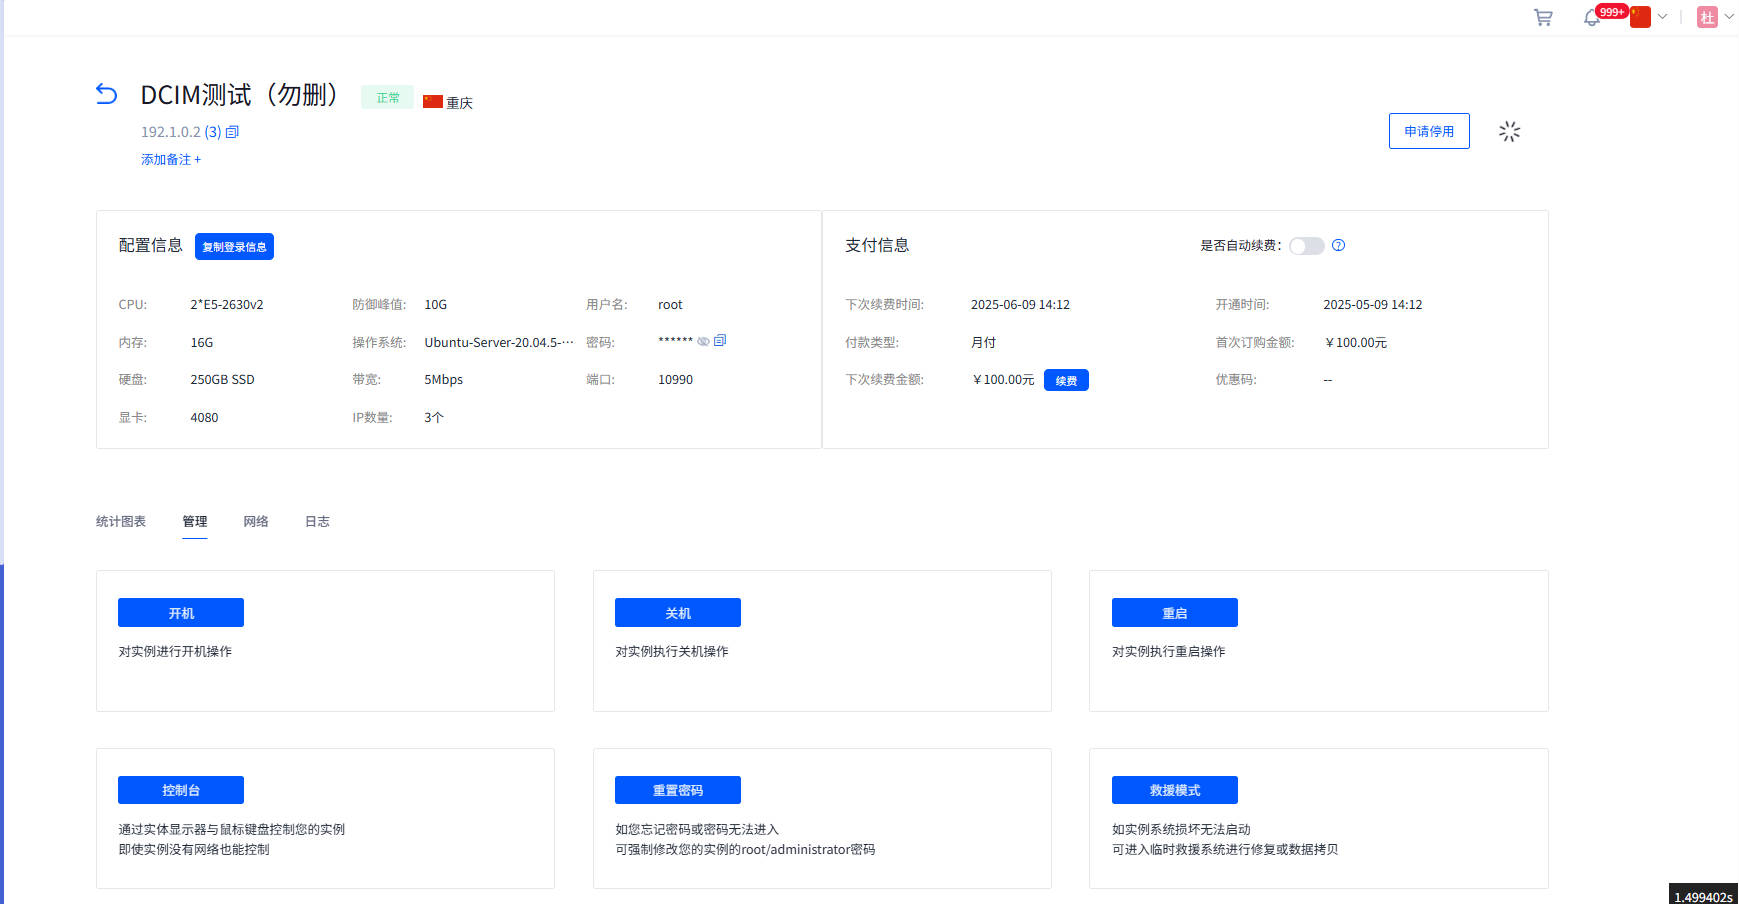 999+
杜
DCIM测试（勿删） 正常 重庆
192.1.0.2 (3)
添加备注 +
申请停用
配置信息 复制登录信息
CPU: 2*E5-2630v2 防御峰值: 10G 用户名: root
内存: 16G 操作系统: Ubuntu-Server-20.04.5-··· 密码: ******
硬盘: 250GB SSD 带宽: 5Mbps 端口: 10990
显卡: 4080 IP数量: 3个
支付信息 是否自动续费：
下次续费时间: 2025-06-09 14:12 开通时间: 2025-05-09 14:12
付款类型: 月付 首次订购金额: ￥100.00元
下次续费金额: ￥100.00元 续费 优惠码: --
统计图表 管理 网络 日志
开机
对实例进行开机操作
关机
对实例执行关机操作
重启
对实例执行重启操作
控制台
通过实体显示器与鼠标键盘控制您的实例
即使实例没有网络也能控制
重置密码
如您忘记密码或密码无法进入
可强制修改您的实例的root/administrator密码
救援模式
如实例系统损坏无法启动
可进入临时救援系统进行修复或数据拷贝
1.499402s